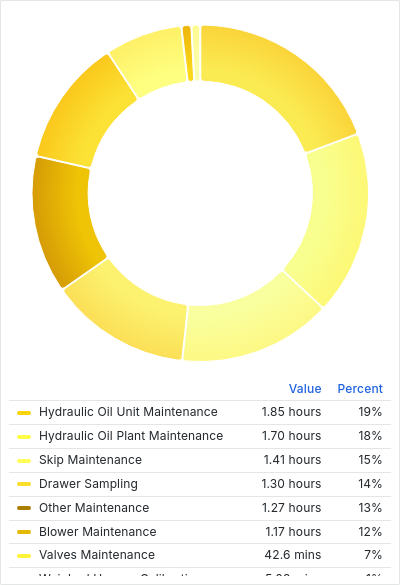 Value Percent
Hydraulic Oil Unit Maintenance 1.85 hours 19%
Hydraulic Oil Plant Maintenance 1.70 hours 18%
Skip Maintenance 1.41 hours 15%
Drawer Sampling 1.30 hours 14%
Other Maintenance 1.27 hours 13%
Blower Maintenance 1.17 hours 12%
Valves Maintenance 42.6 mins 7%